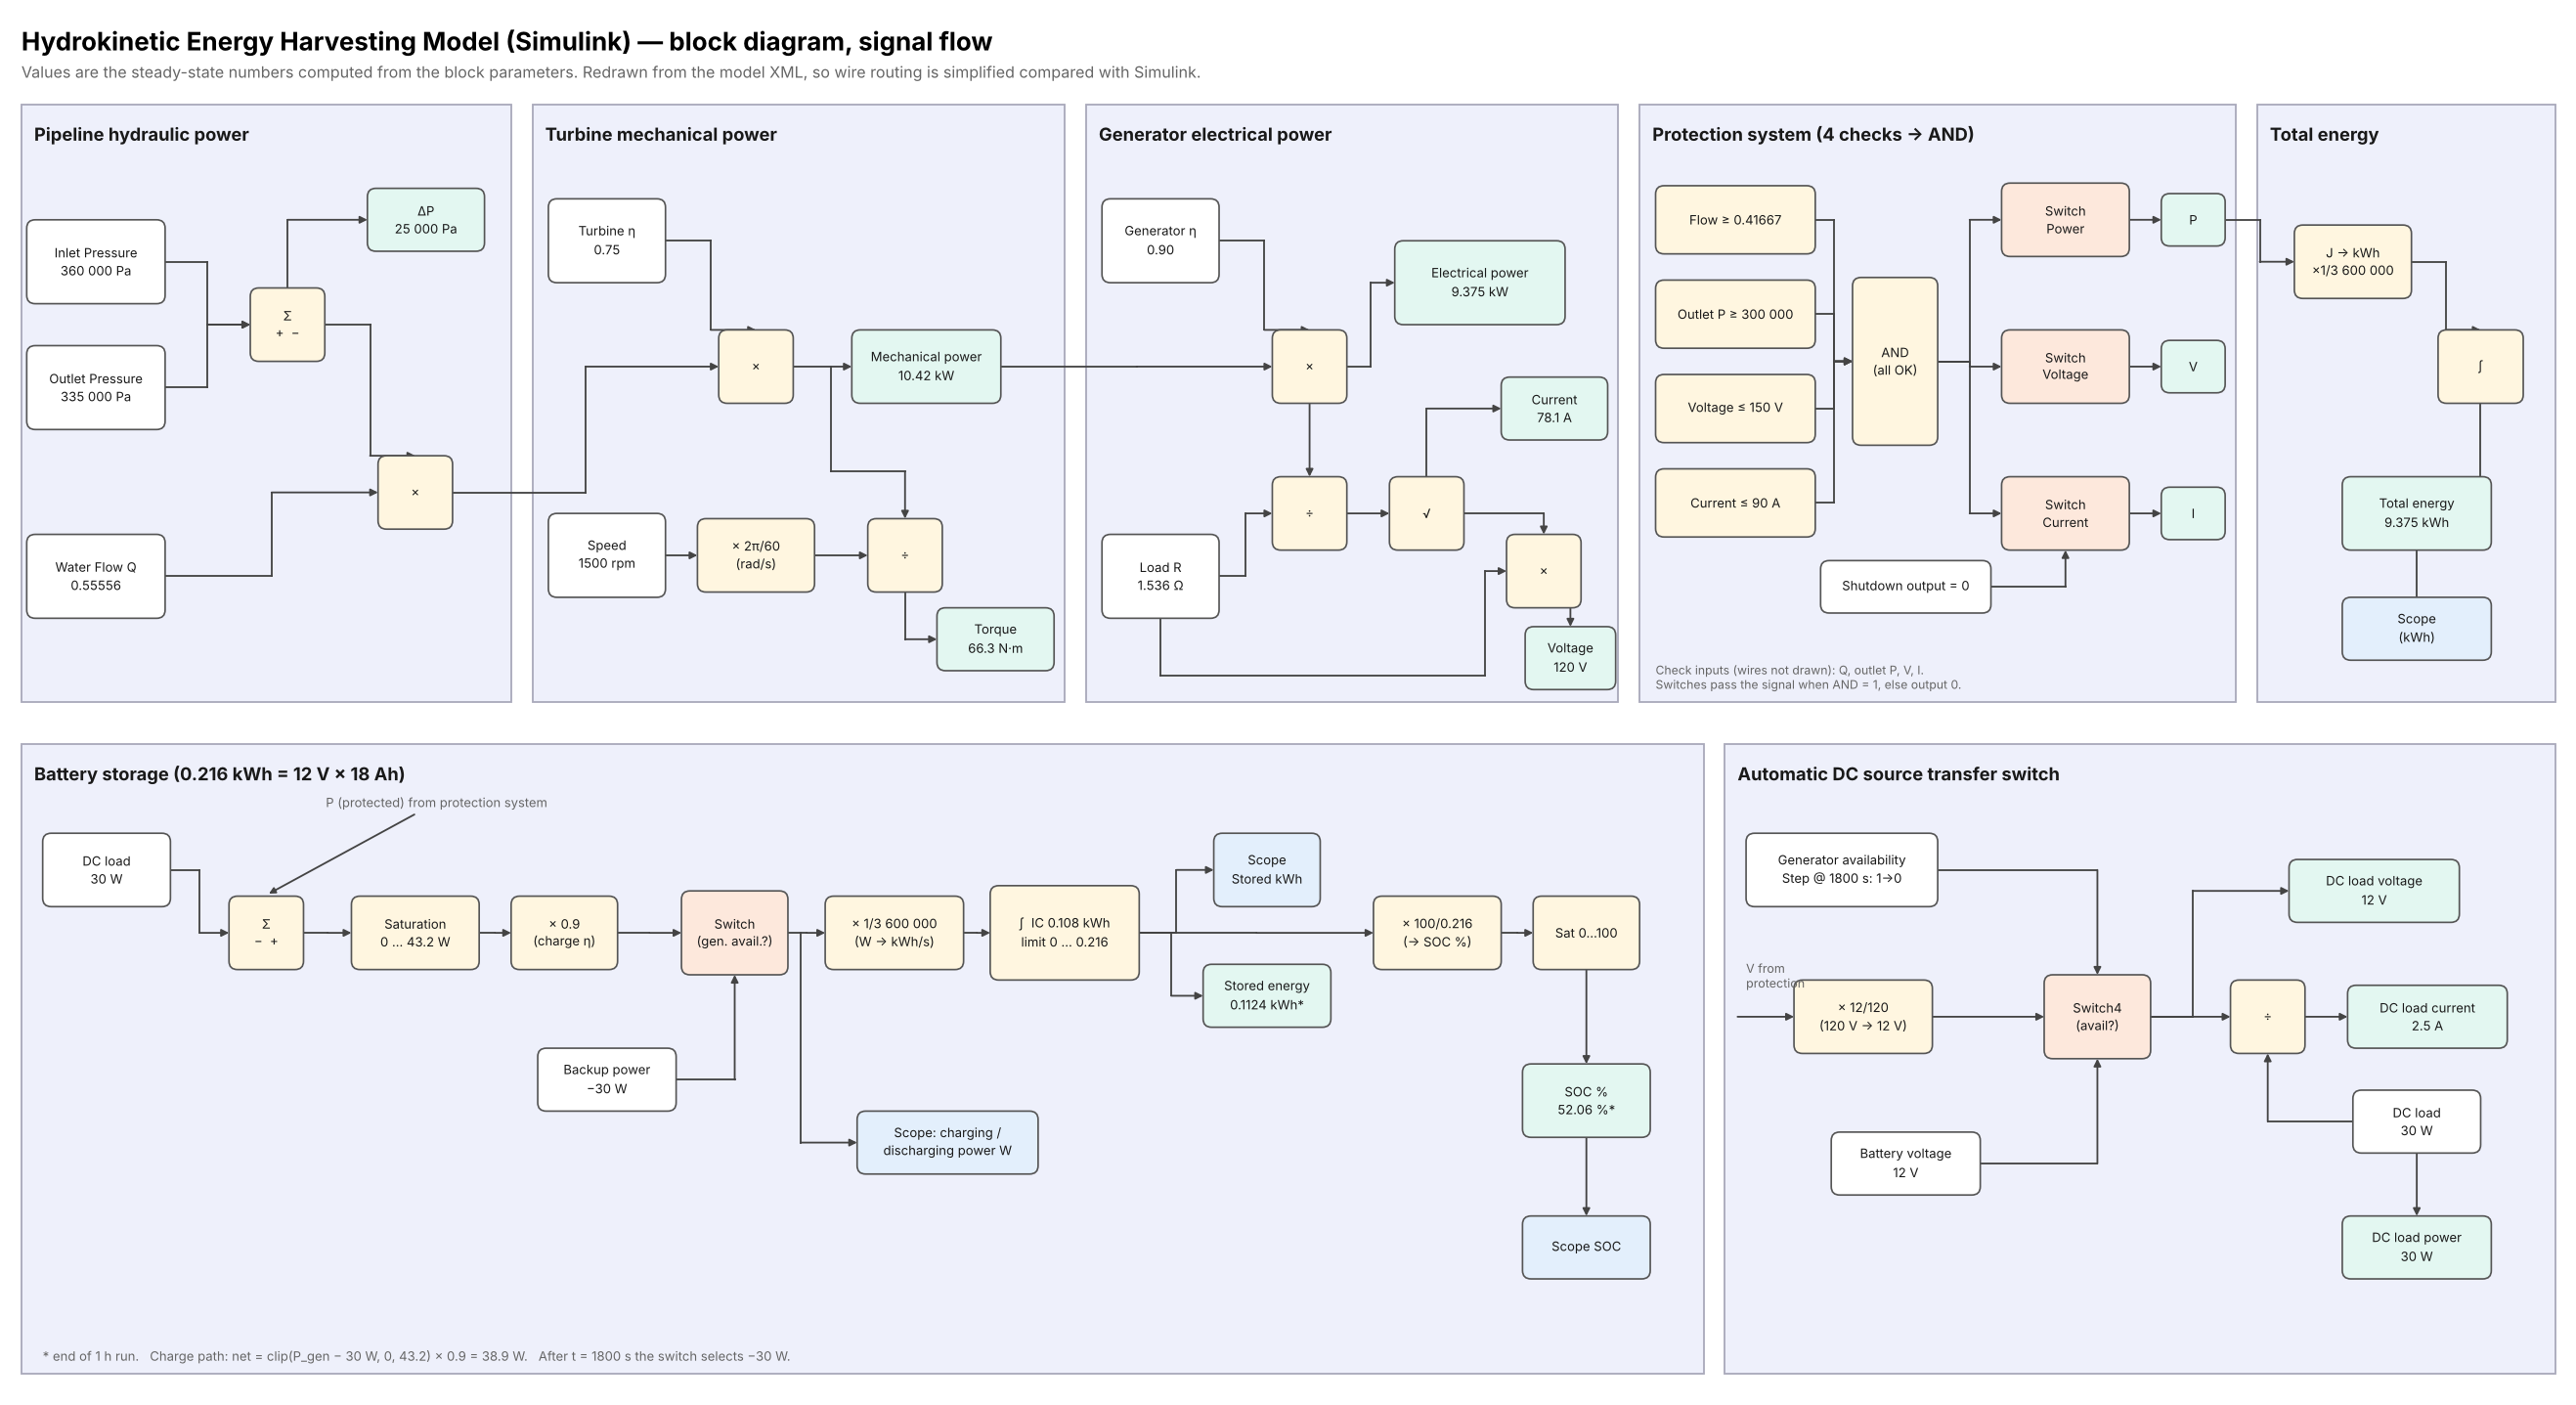 Hydrokinetic Energy Harvesting Model (Simulink) — block diagram, signal flow
Values are the steady-state numbers computed from the block parameters. Redrawn from the model XML, so wire routing is simplified compared with Simulink.
Pipeline hydraulic power
ΔP
25 000 Pa
Inlet Pressure
360 000 Pa
Σ
+ −
Outlet Pressure
335 000 Pa
×
Water Flow Q
0.55556
Turbine mechanical power
Turbine η
0.75
×
Mechanical power
10.42 kW
Speed
1500 rpm
× 2π/60
(rad/s)
÷
Torque
66.3 N·m
Generator electrical power
Generator η
0.90
Electrical power
9.375 kW
×
Current
78.1 A
÷
√
Load R
1.536 Ω
×
Voltage
120 V
Protection system (4 checks → AND)
Flow ≥ 0.41667
Outlet P ≥ 300 000
Voltage ≤ 150 V
Current ≤ 90 A
AND
(all OK)
Switch
Power
P
Switch
Voltage
V
Switch
Current
I
Shutdown output = 0
Check inputs (wires not drawn): Q, outlet P, V, I.
Switches pass the signal when AND = 1, else output 0.
Total energy
J → kWh
×1/3 600 000
∫
Total energy
9.375 kWh
Scope
(kWh)
Battery storage (0.216 kWh = 12 V × 18 Ah)
P (protected) from protection system
DC load
30 W
Σ
− +
Saturation
0 … 43.2 W
× 0.9
(charge η)
Switch
(gen. avail.?)
× 1/3 600 000
(W → kWh/s)
∫ IC 0.108 kWh
limit 0 … 0.216
Scope
Stored kWh
Stored energy
0.1124 kWh*
× 100/0.216
(→ SOC %)
Sat 0…100
Backup power
−30 W
Scope: charging /
discharging power W
SOC %
52.06 %*
Scope SOC
* end of 1 h run. Charge path: net = clip(P_gen − 30 W, 0, 43.2) × 0.9 = 38.9 W. After t = 1800 s the switch selects −30 W.
Automatic DC source transfer switch
Generator availability
Step @ 1800 s: 1→0
DC load voltage
12 V
V from
protection
× 12/120
(120 V → 12 V)
Switch4
(avail?)
÷
DC load current
2.5 A
DC load
30 W
Battery voltage
12 V
DC load power
30 W